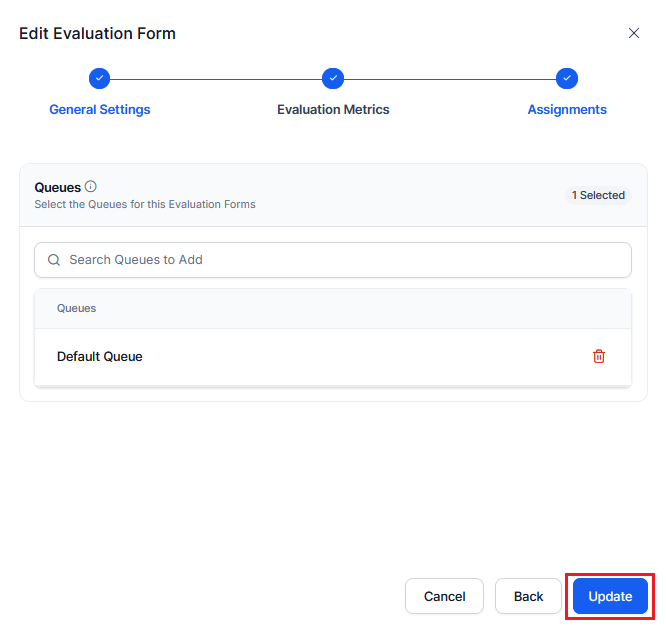 Edit Evaluation Form
General Settings
Evaluation Metrics
Assignments
Queues
1 Selected
Select the Queues for this Evaluation Forms
Search Queues to Add
Queues
Default Queue
Cancel
Back
Update